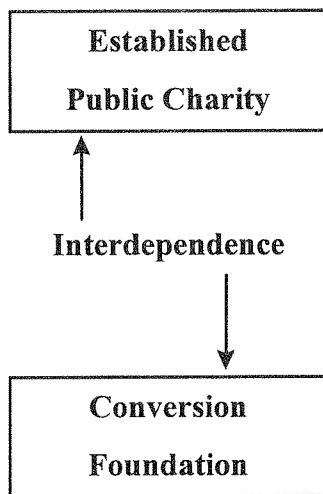 Established
Public Charity
Interdependence
Conversion
Foundation